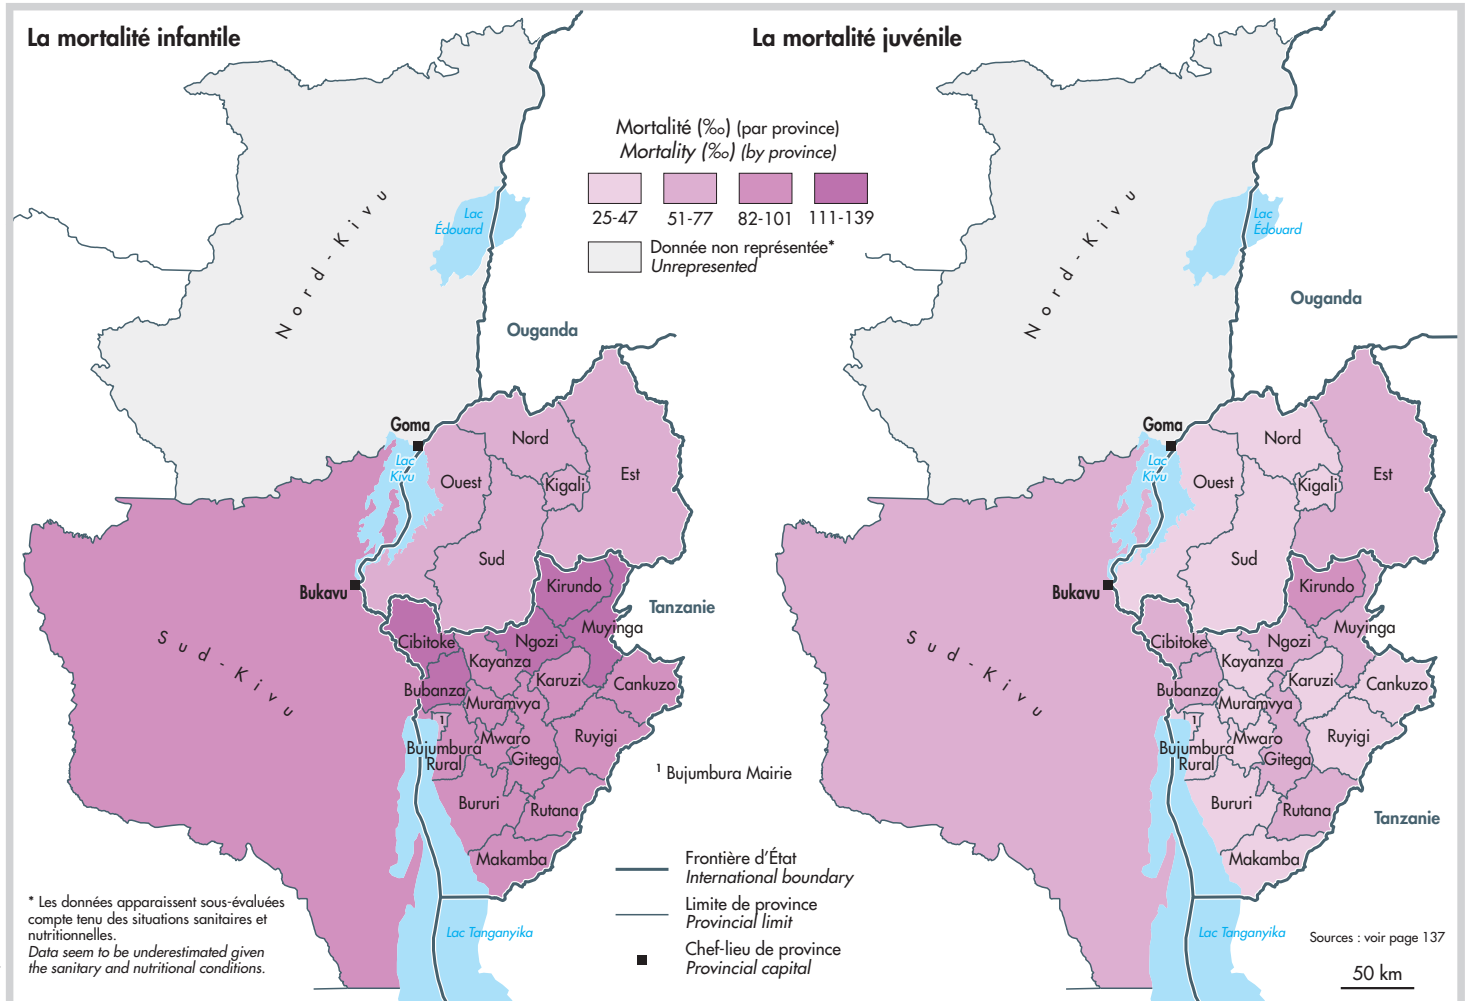 La mortalité infantile
La mortalité juvénile
Mortalité (‰) (par province)
Mortality (‰) (by province)
25-47
51-77
82-101
111-139
Donnée non représentée*
Unrepresented
Nord-Kivu
Lac
Édouard
Ouganda
Goma
Lac
Kivu
Nord
Ouest
Kigali
Est
Sud
Bukavu
Sud-Kivu
Tanzanie
Kirundo
Muyinga
Cibitoke
Ngozi
Kayanza
Karuzi
Cankuzo
Bubanza
Muramvya
1
Bujumbura
Rural
Mwaro
Gitega
Ruyigi
Bururi
Rutana
Makamba
Lac Tanganyika
1 Bujumbura Mairie
Frontière d'État
International boundary
Limite de province
Provincial limit
Chef-lieu de province
Provincial capital
* Les données apparaissent sous-évaluées
compte tenu des situations sanitaires et
nutritionnelles.
Data seem to be underestimated given
the sanitary and nutritional conditions.
Nord-Kivu
Lac
Édouard
Ouganda
Goma
Lac
Kivu
Nord
Ouest
Kigali
Est
Sud
Bukavu
Sud-Kivu
Kirundo
Muyinga
Cibitoke
Ngozi
Kayanza
Karuzi
Cankuzo
Bubanza
Muramvya
1
Bujumbura
Rural
Mwaro
Gitega
Ruyigi
Bururi
Rutana
Makamba
Tanzanie
Lac Tanganyika
Sources : voir page 137
50 km